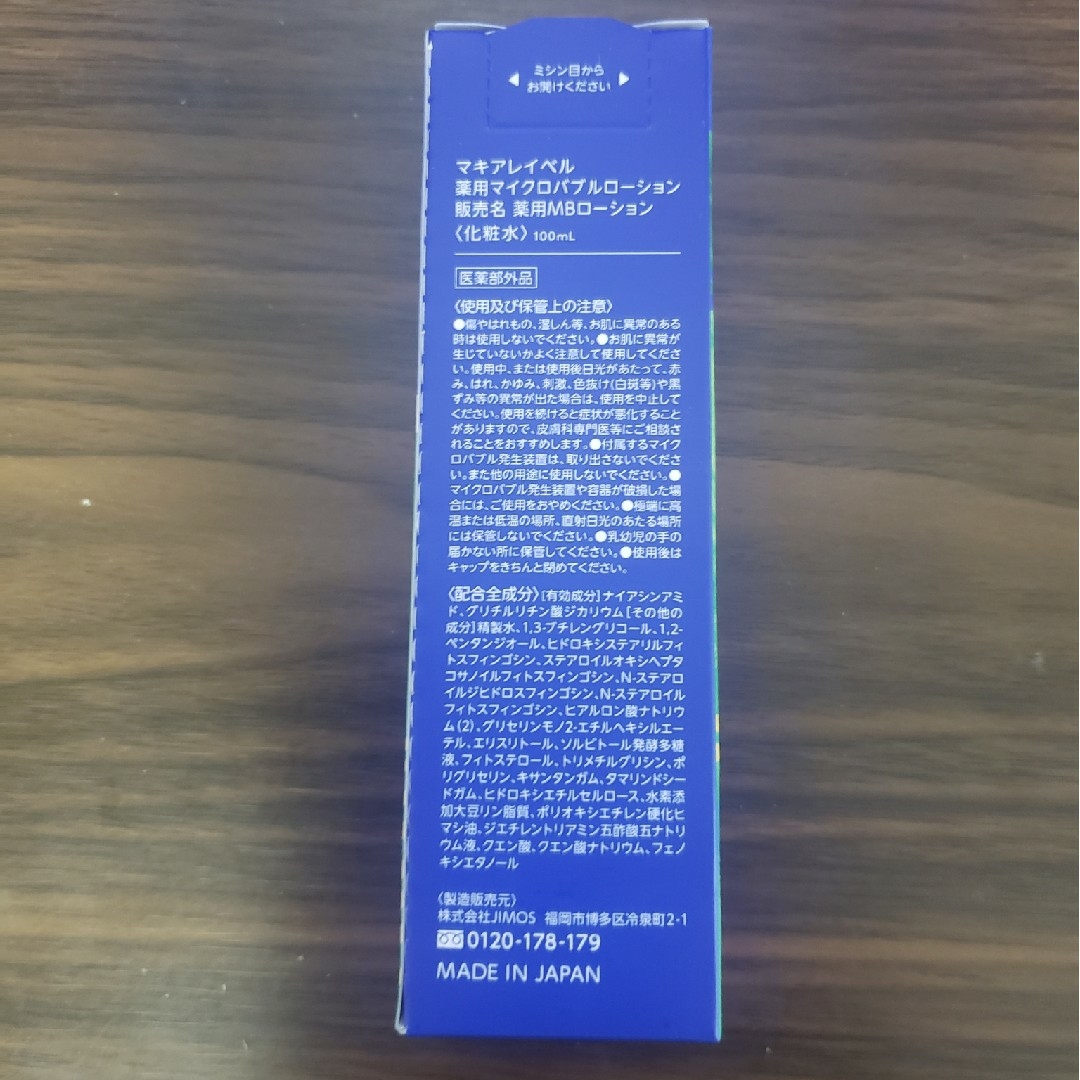 ミシン目から
お開けください
マキアレイベル
薬用マイクロバブルローション
販売名 薬用MBローション
〈化粧水〉 100mL
医薬部外品
〈使用及び保管上の注意〉
●傷やはれもの、湿しん等、お肌に異常のある
時は使用しないでください。●お肌に異常が
生じていないかよく注意して使用してくださ
い。使用中、または使用後日光があたって、赤
み、はれ、かゆみ、刺激、色抜け(白斑等)や黒
ずみ等の異常が出た場合は、使用を中止して
ください。使用を続けると症状が悪化すること
がありますので、皮膚科専門医等にご相談さ
れることをおすすめします。●付属するマイク
ロバブル発生装置は、取り出さないでくださ
い。また他の用途に使用しないでください。●
マイクロバブル発生装置や容器が破損した場
合には、ご使用をおやめください。●極端に高
温または低温の場所、直射日光のあたる場所
には保管しないでください。●乳幼児の手の
届かない所に保管してください。●使用後は
キャップをきちんと閉めてください。
〈配合全成分〉[有効成分]ナイアシンアミ
ド、グリチルリチン酸ジカリウム[その他の
成分]精製水、1,3-ブチレングリコール、1,2-
ペンタンジオール、ヒドロキシステアリルフィ
トスフィンゴシン、ステアロイルオキシヘプタ
コサノイルフィトスフィンゴシン、N-ステアロ
イルジヒドロスフィンゴシン、N-ステアロイル
フィトスフィンゴシン、ヒアルロン酸ナトリウ
ム(2)、グリセリンモノ2-エチルヘキシルエー
テル、エリスリトール、ソルビトール発酵多糖
液、フィトステロール、トリメチルグリシン、ポ
リグリセリン、キサンタンガム、タマリンドシー
ドガム、ヒドロキシエチルセルロース、水素添
加大豆リン脂質、ポリオキシエチレン硬化ヒ
マシ油、ジエチレントリアミン五酢酸五ナトリ
ウム液、クエン酸、クエン酸ナトリウム、フェノ
キシエタノール
〈製造販売元〉
株式会社JIMOS 福岡市博多区冷泉町2-1
0120-178-179
MADE IN JAPAN